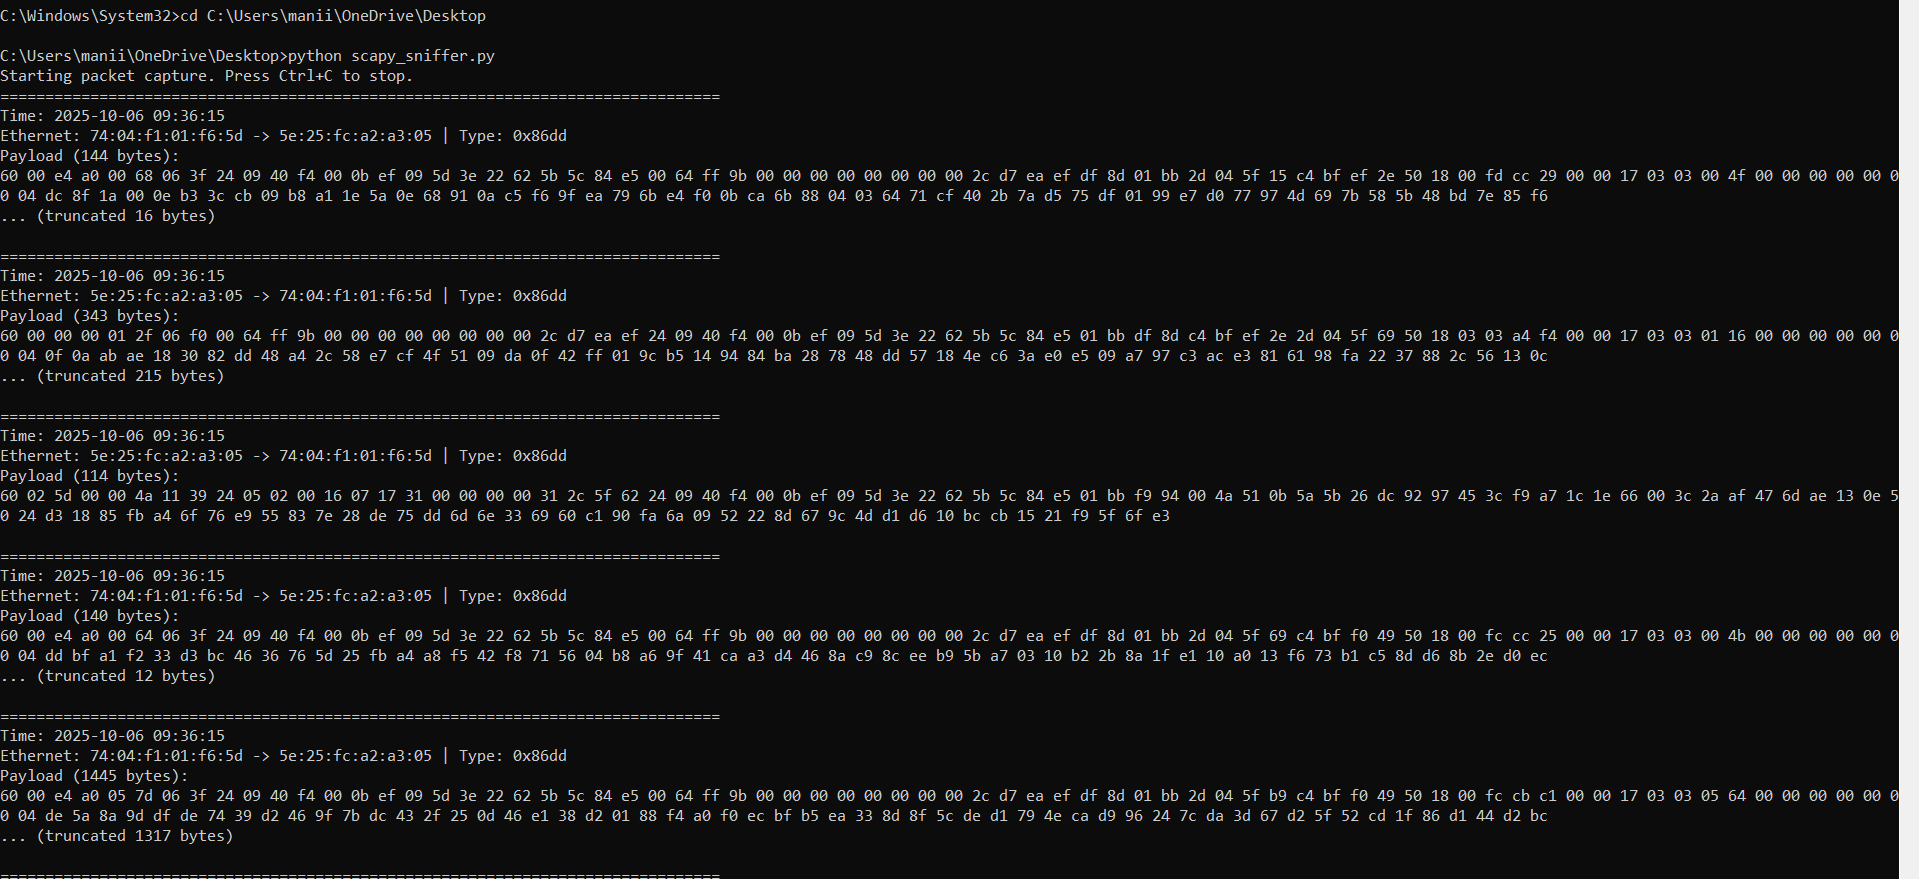 C:\Windows\System32>cd C:\Users\manii\OneDrive\Desktop
C:\Users\manii\OneDrive\Desktop>python scapy_sniffer.py
Starting packet capture. Press Ctrl+C to stop.
================================================================================
Time: 2025-10-06 09:36:15
Ethernet: 74:04:f1:01:f6:5d -> 5e:25:fc:a2:a3:05 | Type: 0x86dd
Payload (144 bytes):
60 00 e4 a0 00 68 06 3f 24 09 40 f4 00 0b ef 09 5d 3e 22 62 5b 5c 84 e5 00 64 ff 9b 00 00 00 00 00 00 00 00 2c d7 ea ef df 8d 01 bb 2d 04 5f 15 c4 bf ef 2e 50 18 00 fd cc 29 00 00 17 03 03 00 4f 00 00 00 00 00 0
0 04 dc 8f 1a 00 0e b3 3c cb 09 b8 a1 1e 5a 0e 68 91 0a c5 f6 9f ea 79 6b e4 f0 0b ca 6b 88 04 03 64 71 cf 40 2b 7a d5 75 df 01 99 e7 d0 77 97 4d 69 7b 58 5b 48 bd 7e 85 f6
... (truncated 16 bytes)
================================================================================
Time: 2025-10-06 09:36:15
Ethernet: 5e:25:fc:a2:a3:05 -> 74:04:f1:01:f6:5d | Type: 0x86dd
Payload (343 bytes):
60 00 00 00 01 2f 06 f0 00 64 ff 9b 00 00 00 00 00 00 00 00 2c d7 ea ef 24 09 40 f4 00 0b ef 09 5d 3e 22 62 5b 5c 84 e5 01 bb df 8d c4 bf ef 2e 2d 04 5f 69 50 18 03 03 a4 f4 00 00 17 03 03 01 16 00 00 00 00 00 0
0 04 0f 0a ab ae 18 30 82 dd 48 a4 2c 58 e7 cf 4f 51 09 da 0f 42 ff 01 9c b5 14 94 84 ba 28 78 48 dd 57 18 4e c6 3a e0 e5 09 a7 97 c3 ac e3 81 61 98 fa 22 37 88 2c 56 13 0c
... (truncated 215 bytes)
================================================================================
Time: 2025-10-06 09:36:15
Ethernet: 5e:25:fc:a2:a3:05 -> 74:04:f1:01:f6:5d | Type: 0x86dd
Payload (114 bytes):
60 02 5d 00 00 4a 11 39 24 05 02 00 16 07 17 31 00 00 00 00 31 2c 5f 62 24 09 40 f4 00 0b ef 09 5d 3e 22 62 5b 5c 84 e5 01 bb f9 94 00 4a 51 0b 5a 5b 26 dc 92 97 45 3c f9 a7 1c 1e 66 00 3c 2a af 47 6d ae 13 0e 5
0 24 d3 18 85 fb a4 6f 76 e9 55 83 7e 28 de 75 dd 6d 6e 33 69 60 c1 90 fa 6a 09 52 22 8d 67 9c 4d d1 d6 10 bc cb 15 21 f9 5f 6f e3
================================================================================
Time: 2025-10-06 09:36:15
Ethernet: 74:04:f1:01:f6:5d -> 5e:25:fc:a2:a3:05 | Type: 0x86dd
Payload (140 bytes):
60 00 e4 a0 00 64 06 3f 24 09 40 f4 00 0b ef 09 5d 3e 22 62 5b 5c 84 e5 00 64 ff 9b 00 00 00 00 00 00 00 00 2c d7 ea ef df 8d 01 bb 2d 04 5f 69 c4 bf f0 49 50 18 00 fc cc 25 00 00 17 03 03 00 4b 00 00 00 00 00 0
0 04 dd bf a1 f2 33 d3 bc 46 36 76 5d 25 fb a4 a8 f5 42 f8 71 56 04 b8 a6 9f 41 ca a3 d4 46 8a c9 8c ee b9 5b a7 03 10 b2 2b 8a 1f e1 10 a0 13 f6 73 b1 c5 8d d6 8b 2e d0 ec
... (truncated 12 bytes)
================================================================================
Time: 2025-10-06 09:36:15
Ethernet: 74:04:f1:01:f6:5d -> 5e:25:fc:a2:a3:05 | Type: 0x86dd
Payload (1445 bytes):
60 00 e4 a0 05 7d 06 3f 24 09 40 f4 00 0b ef 09 5d 3e 22 62 5b 5c 84 e5 00 64 ff 9b 00 00 00 00 00 00 00 00 2c d7 ea ef df 8d 01 bb 2d 04 5f b9 c4 bf f0 49 50 18 00 fc cb c1 00 00 17 03 03 05 64 00 00 00 00 00 0
0 04 de 5a 8a 9d df de 74 39 d2 46 9f 7b dc 43 2f 25 0d 46 e1 38 d2 01 88 f4 a0 f0 ec bf b5 ea 33 8d 8f 5c de d1 79 4e ca d9 96 24 7c da 3d 67 d2 5f 52 cd 1f 86 d1 44 d2 bc
... (truncated 1317 bytes)
================================================================================